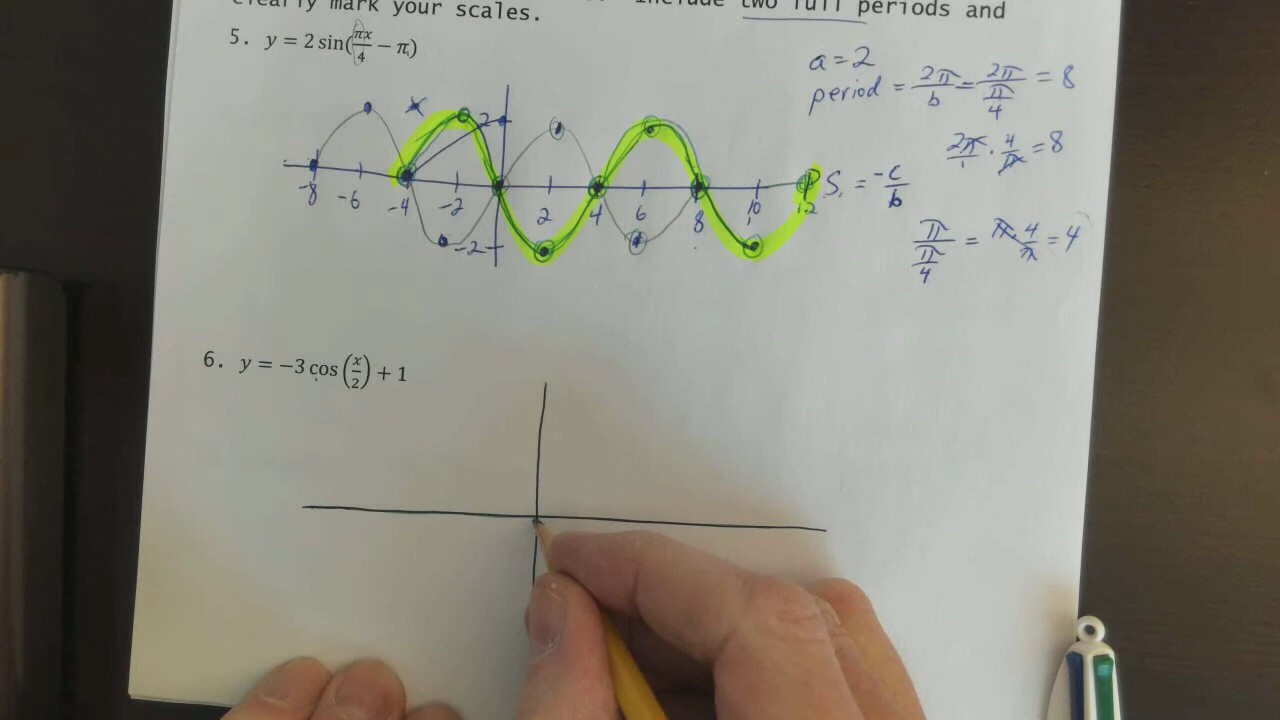 clearly mark your scales. include two full periods and
5. y = 2 sin(πx/4 − π)
a = 2
period = 2π/b = 2π/(π/4) = 8
2π/1 · 4/π = 8
P.S. = -c/b
π/(π/4) = π · 4/π = 4
2
-8 -6 -4 -2 2 4 6 8 10 12
-2
6. y = −3 cos(x/2) + 1